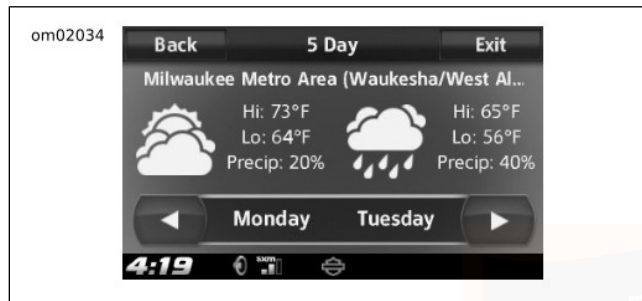 om02034
Back 5 Day Exit
Milwaukee Metro Area (Waukesha/West Al...
Hi: 73°F Hi: 65°F
Lo: 64°F Lo: 56°F
Precip: 20% Precip: 40%
Monday Tuesday
4:19 sxm